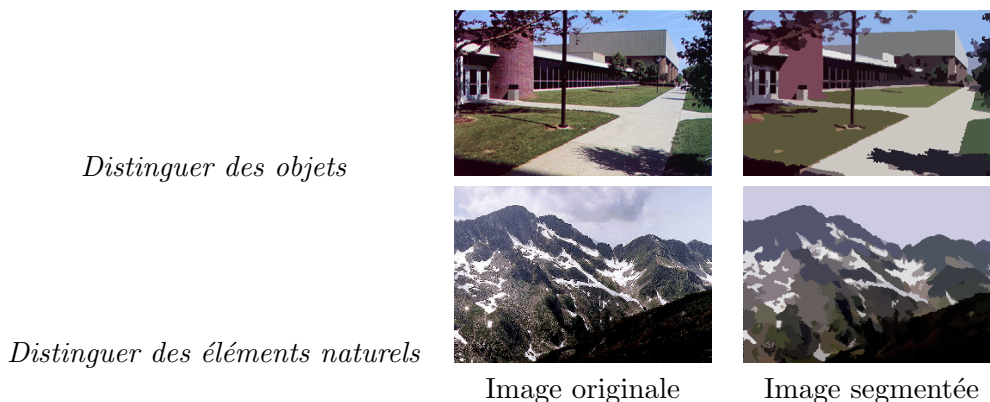 Distinguer des objets
Distinguer des éléments naturels
Image originale
Image segmentée